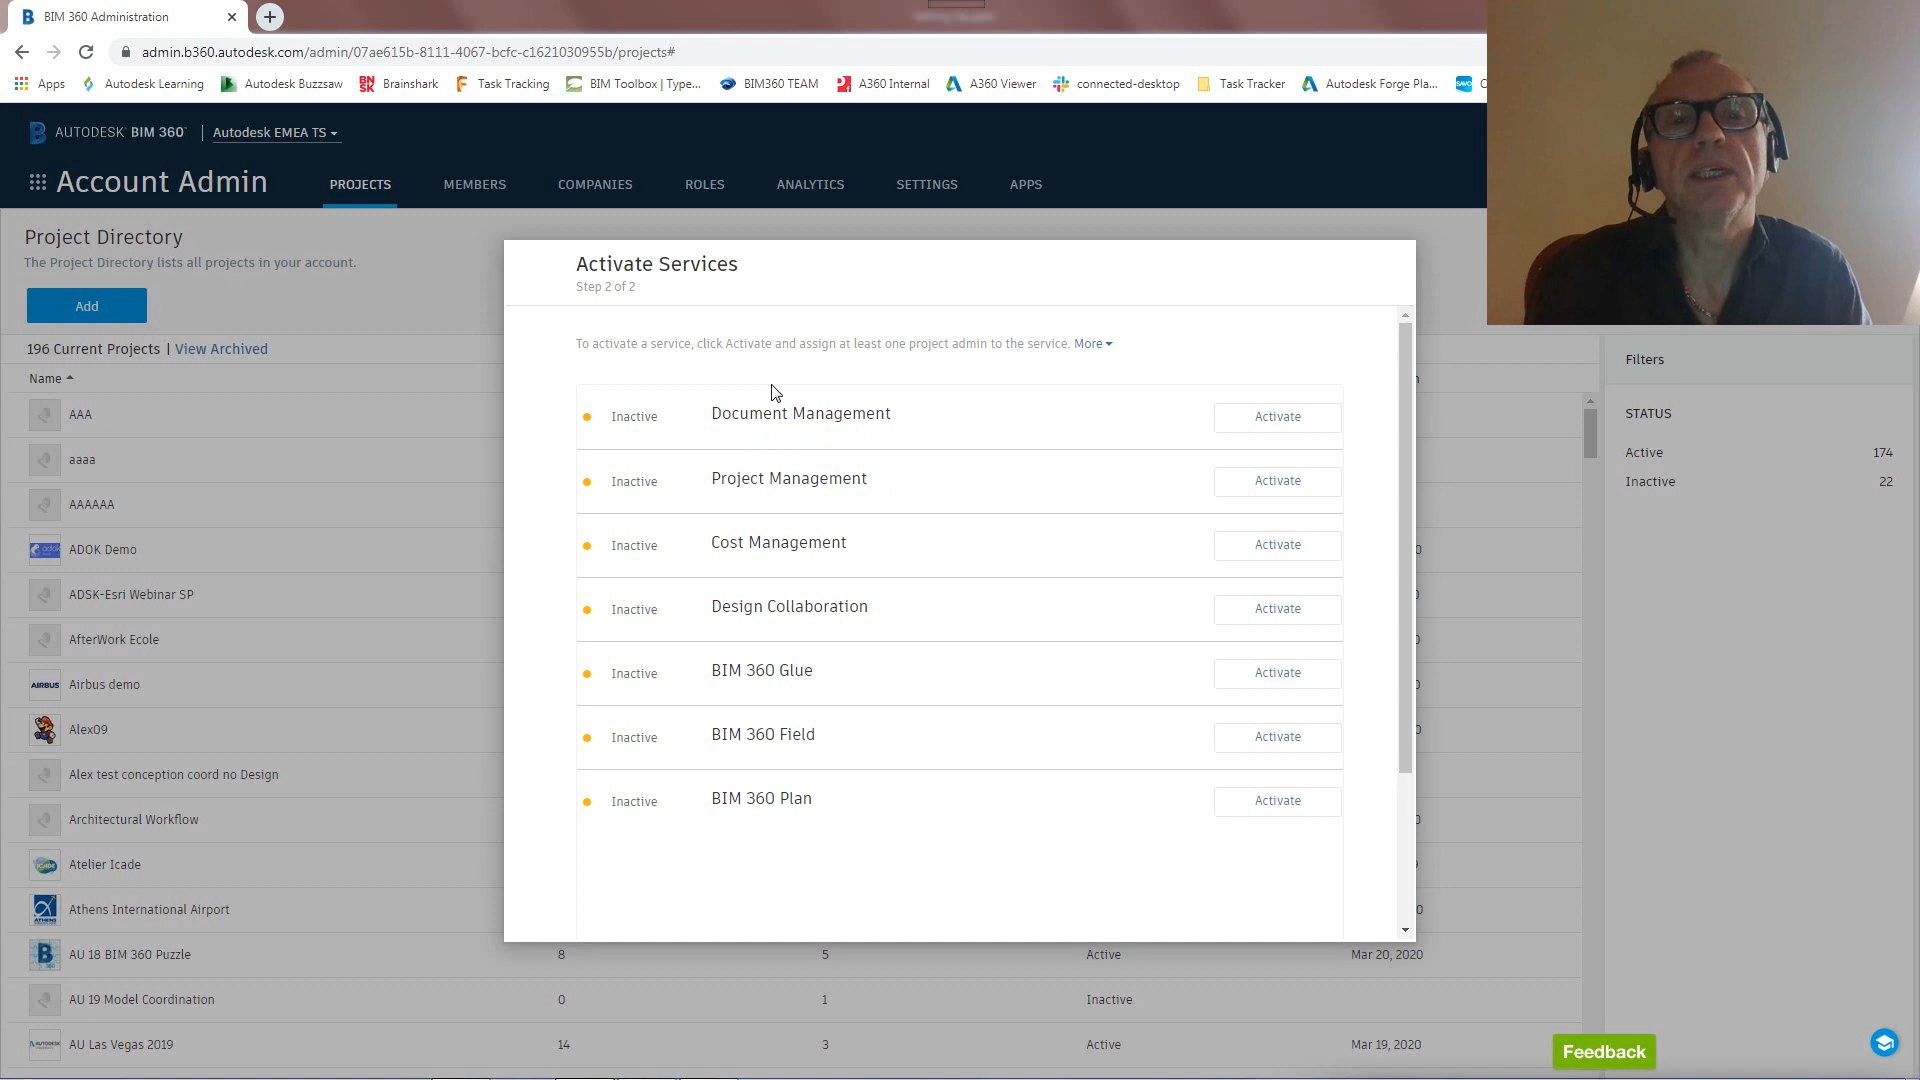 BIM 360 Administration
admin.b360.autodesk.com/admin/07ae615b-8111-4067-bcfc-c1621030955b/projects#
Apps Autodesk Learning Autodesk Buzzsaw Brainshark Task Tracking BIM Toolbox | Type... BIM360 TEAM A360 Internal A360 Viewer connected-desktop Task Tracker Autodesk Forge Pla...
AUTODESK® BIM 360™ Autodesk EMEA TS
Account Admin PROJECTS MEMBERS COMPANIES ROLES ANALYTICS SETTINGS APPS
Project Directory
The Project Directory lists all projects in your account.
Add
196 Current Projects | View Archived
Name
AAA
aaaa
AAAAAA
ADOK Demo
ADSK-Esri Webinar SP
AfterWork Ecole
AIRBUS Airbus demo
Alex09
Alex test conception coord no Design
Architectural Workflow
Atelier Icade
Athens International Airport
AU 18 BIM 360 Puzzle 8 5 Active Mar 20, 2020
AU 19 Model Coordination 0 1 Inactive
AU Las Vegas 2019 14 3 Active Mar 19, 2020
Activate Services
Step 2 of 2
To activate a service, click Activate and assign at least one project admin to the service. More
Inactive Document Management Activate
Inactive Project Management Activate
Inactive Cost Management Activate
Inactive Design Collaboration Activate
Inactive BIM 360 Glue Activate
Inactive BIM 360 Field Activate
Inactive BIM 360 Plan Activate
Filters
STATUS
Active 174
Inactive 22
Feedback